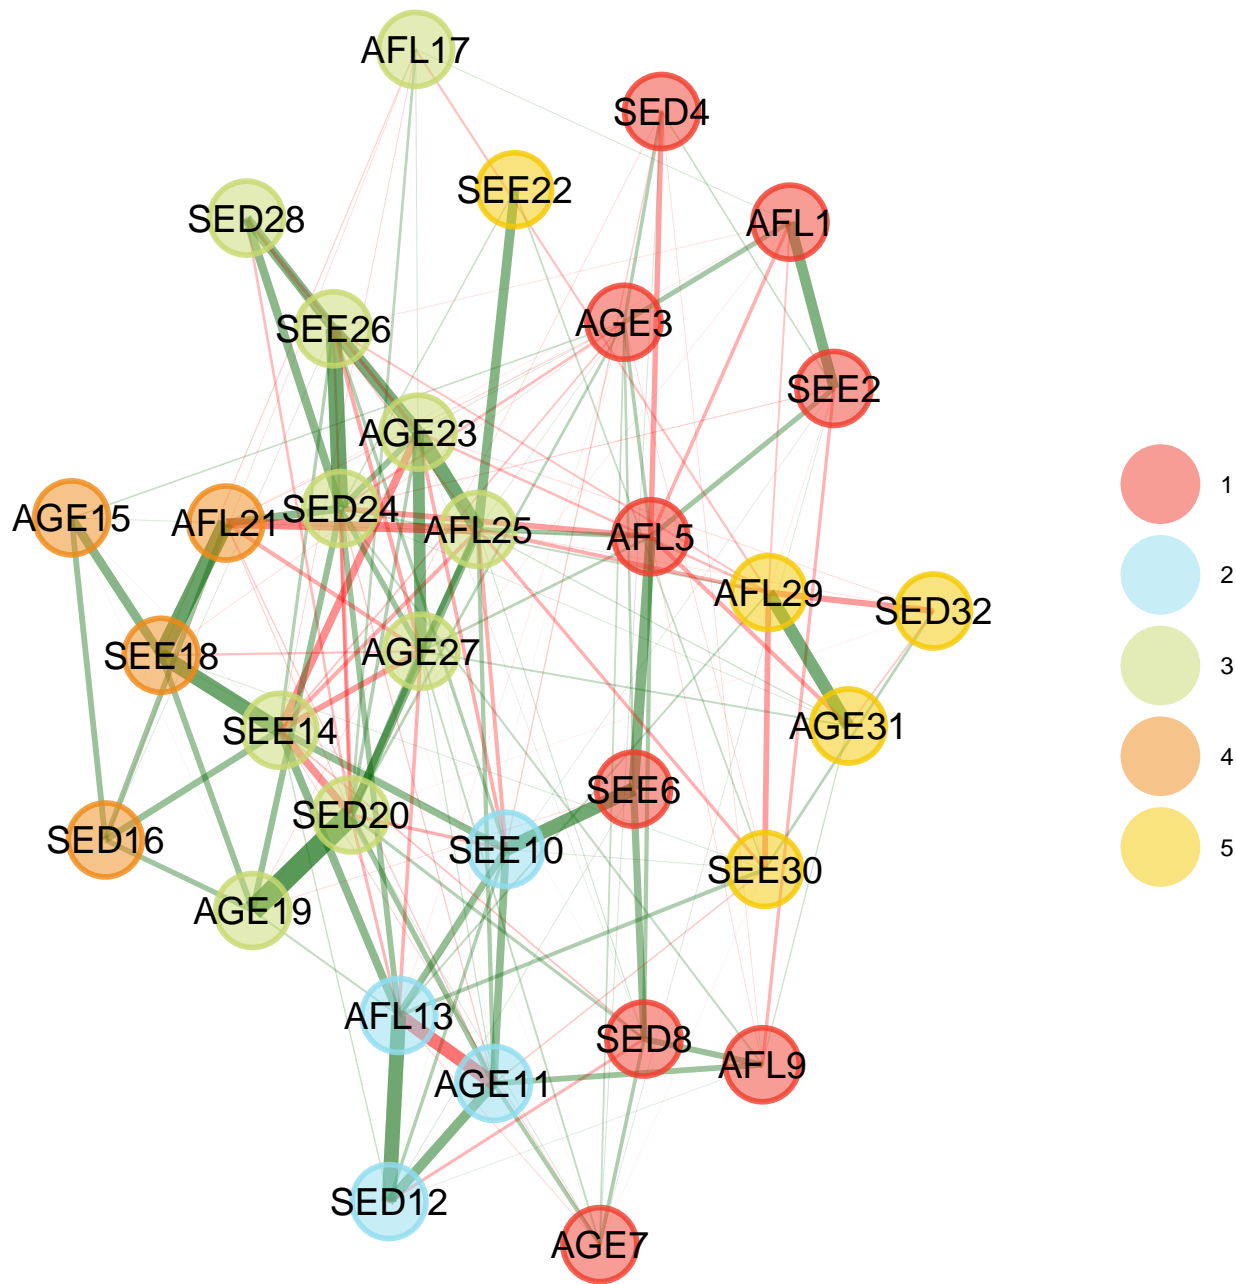 AFL17
SED4
SEE22
SED28
AFL1
AGE3
SEE26
SEE2
AGE23
1
AGE15
AFL21
SED24
AFL25
AFL5
2
AFL29
SED32
SEE18
AGE27
3
SEE14
AGE31
4
SEE6
SED20
SED16
SEE10
5
SEE30
AGE19
AFL13
SED8
AFL9
AGE11
SED12
AGE7